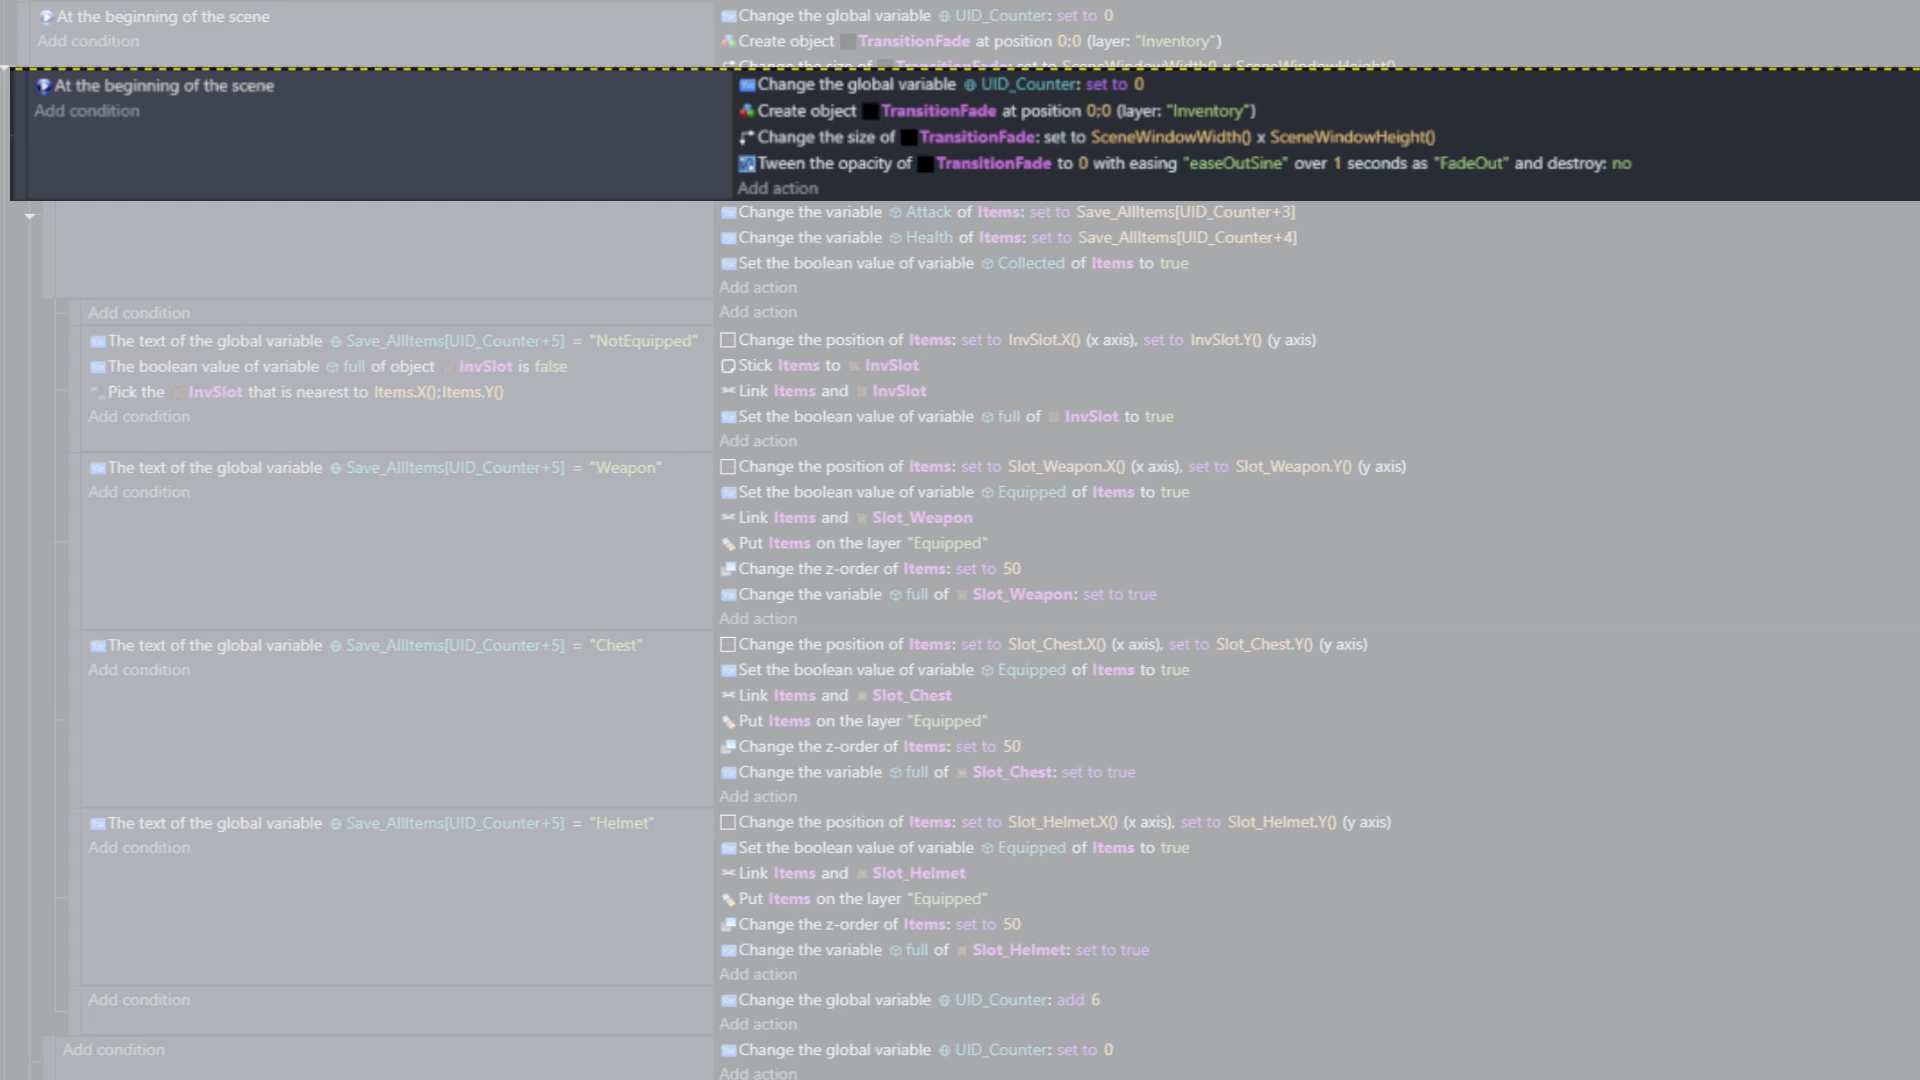 At the beginning of the scene
Change the global variable UID_Counter: set to 0
Add condition
Create object TransitionFade at position 0;0 (layer: "Inventory")
Change the size of TransitionFade: set to SceneWindowWidth() x SceneWindowHeight()
At the beginning of the scene
Change the global variable UID_Counter: set to 0
Add condition
Create object TransitionFade at position 0;0 (layer: "Inventory")
Change the size of TransitionFade: set to SceneWindowWidth() x SceneWindowHeight()
Tween the opacity of TransitionFade to 0 with easing "easeOutSine" over 1 seconds as "FadeOut" and destroy: no
Add action
Change the variable Attack of Items: set to Save_AllItems[UID_Counter+3]
Change the variable Health of Items: set to Save_AllItems[UID_Counter+4]
Set the boolean value of variable Collected of Items to true
Add action
Add condition
Add action
The text of the global variable Save_AllItems[UID_Counter+5] = "NotEquipped"
Change the position of Items: set to InvSlot.X() (x axis), set to InvSlot.Y() (y axis)
The boolean value of variable full of object InvSlot is false
Stick Items to InvSlot
Pick the InvSlot that is nearest to Items.X();Items.Y()
Link Items and InvSlot
Add condition
Set the boolean value of variable full of InvSlot to true
Add action
The text of the global variable Save_AllItems[UID_Counter+5] = "Weapon"
Change the position of Items: set to Slot_Weapon.X() (x axis), set to Slot_Weapon.Y() (y axis)
Add condition
Set the boolean value of variable Equipped of Items to true
Link Items and Slot_Weapon
Put Items on the layer "Equipped"
Change the z-order of Items: set to 50
Change the variable full of Slot_Weapon: set to true
Add action
The text of the global variable Save_AllItems[UID_Counter+5] = "Chest"
Change the position of Items: set to Slot_Chest.X() (x axis), set to Slot_Chest.Y() (y axis)
Add condition
Set the boolean value of variable Equipped of Items to true
Link Items and Slot_Chest
Put Items on the layer "Equipped"
Change the z-order of Items: set to 50
Change the variable full of Slot_Chest: set to true
Add action
The text of the global variable Save_AllItems[UID_Counter+5] = "Helmet"
Change the position of Items: set to Slot_Helmet.X() (x axis), set to Slot_Helmet.Y() (y axis)
Add condition
Set the boolean value of variable Equipped of Items to true
Link Items and Slot_Helmet
Put Items on the layer "Equipped"
Change the z-order of Items: set to 50
Change the variable full of Slot_Helmet: set to true
Add action
Add condition
Change the global variable UID_Counter: add 6
Add action
Add condition
Change the global variable UID_Counter: set to 0
Add action